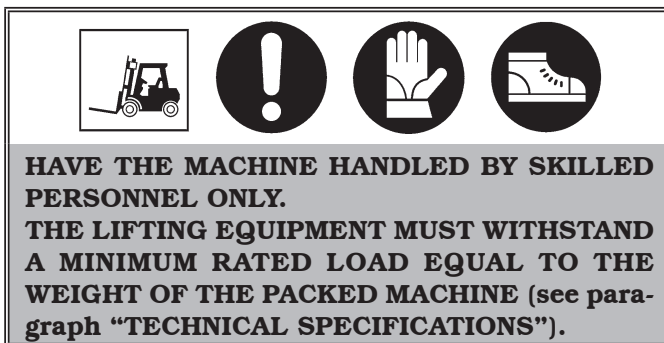 HAVE THE MACHINE HANDLED BY SKILLED
PERSONNEL ONLY.
THE LIFTING EQUIPMENT MUST WITHSTAND
A MINIMUM RATED LOAD EQUAL TO THE
WEIGHT OF THE PACKED MACHINE (see para-
graph “TECHNICAL SPECIFICATIONS”).